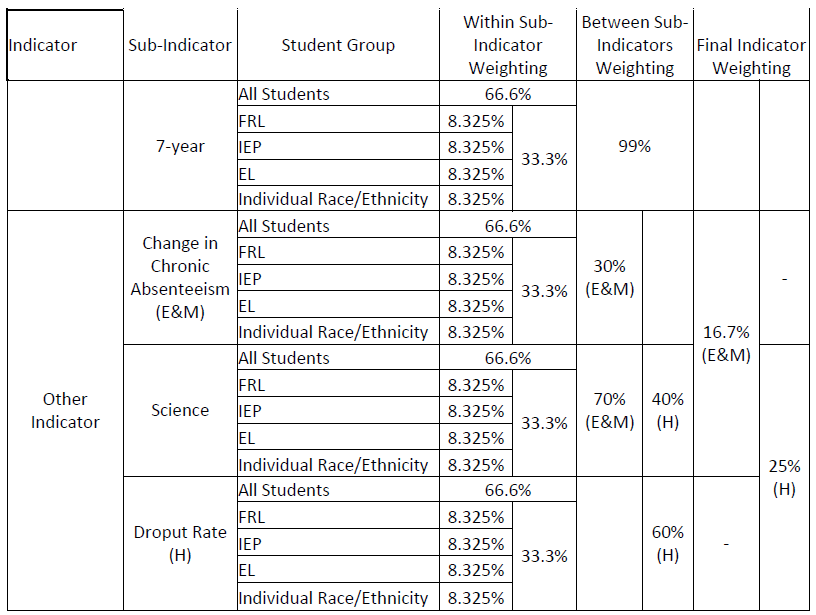 Indicator Sub-Indicator Student Group Within Sub-Indicator Weighting Between Sub-Indicators Weighting Final Indicator Weighting
7-year
All Students 66.6%
FRL 8.325%
IEP 8.325%
EL 8.325%
Individual Race/Ethnicity 8.325%
33.3%
99%
Other
Indicator
Change in
Chronic
Absenteeism
(E&M)
All Students 66.6%
FRL 8.325%
IEP 8.325%
EL 8.325%
Individual Race/Ethnicity 8.325%
33.3%
30%
(E&M)
16.7%
(E&M)
-
Science
All Students 66.6%
FRL 8.325%
IEP 8.325%
EL 8.325%
Individual Race/Ethnicity 8.325%
33.3%
70%
(E&M)
40%
(H)
25%
(H)
Droput Rate
(H)
All Students 66.6%
FRL 8.325%
IEP 8.325%
EL 8.325%
Individual Race/Ethnicity 8.325%
33.3%
60%
(H)
-